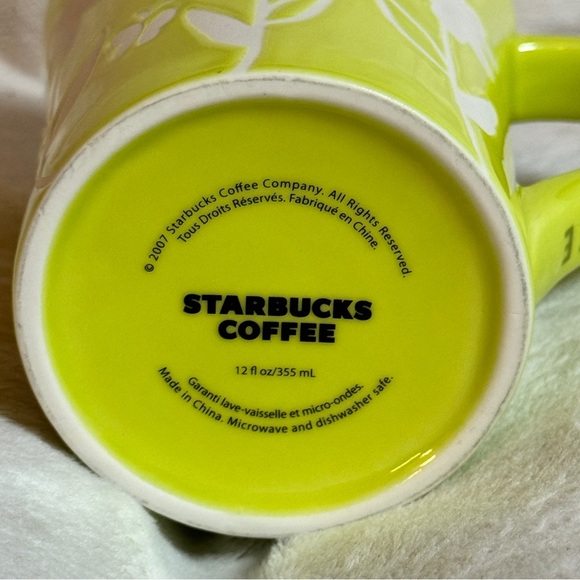 © 2007 Starbucks Coffee Company. All Rights Reserved.
Tous Droits Réservés. Fabriqué en Chine.
STARBUCKS
COFFEE
12 fl oz/355 mL
Garanti lave-vaisselle et micro-ondes.
Made in China. Microwave and dishwasher safe.